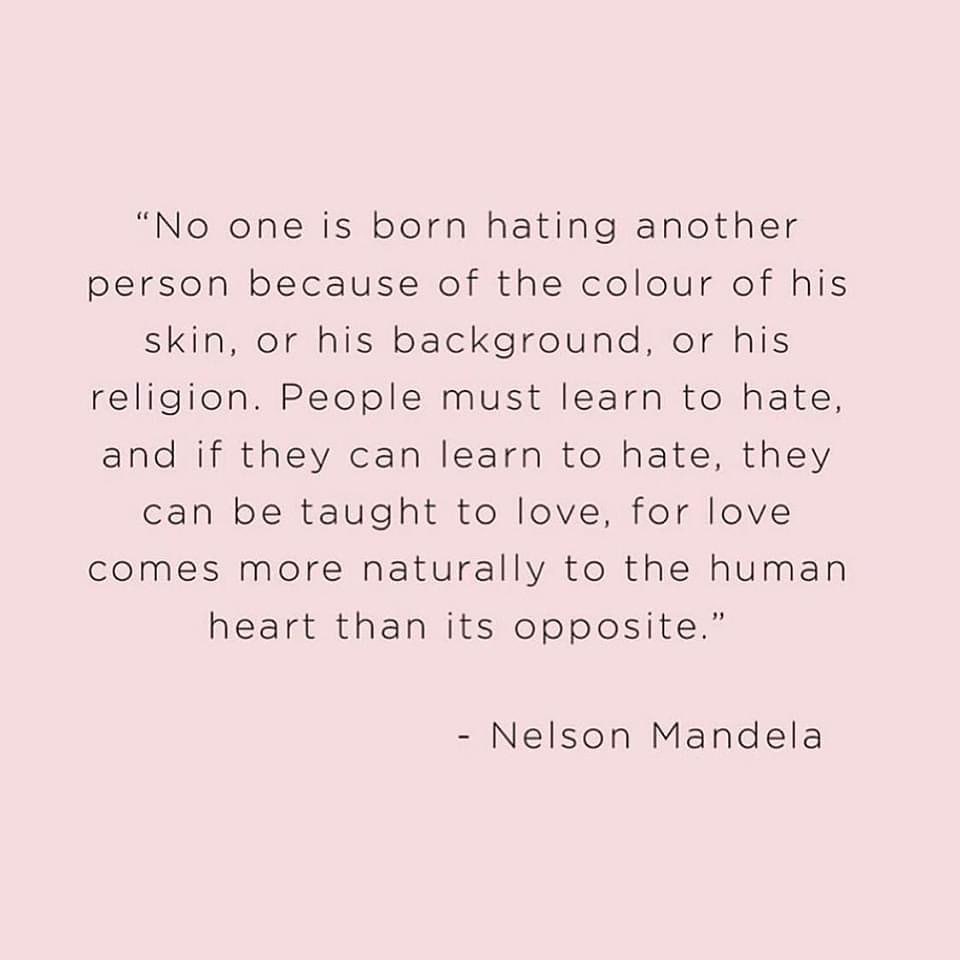 “No one is born hating another
person because of the colour of his
skin, or his background, or his
religion. People must learn to hate,
and if they can learn to hate, they
can be taught to love, for love
comes more naturally to the human
heart than its opposite.”
- Nelson Mandela